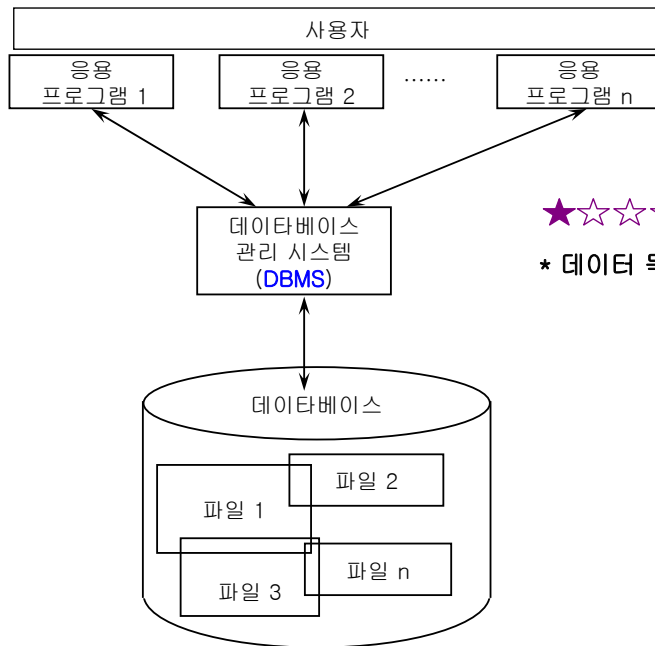 사용자
응용
프로그램 1
응용
프로그램 2
......
응용
프로그램 n
데이타베이스
관리 시스템
(DBMS)
★☆☆
* 데이터
데이타베이스
파일 1
파일 2
파일 3
파일 n